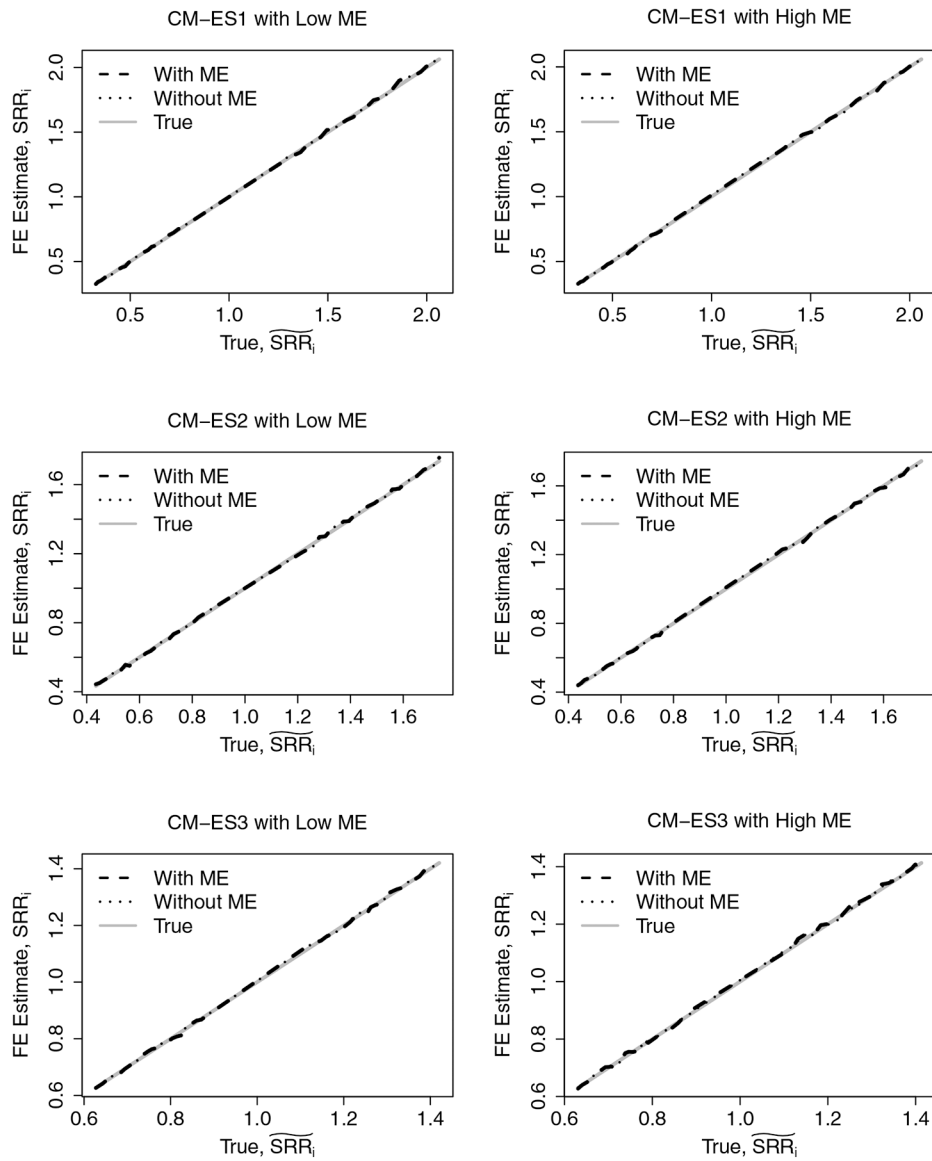 CM−ES1 with Low ME
FE Estimate, SRRi
2.0
1.5
1.0
0.5
With ME
Without ME
True
0.5 1.0 1.5 2.0
True, SRRi
CM−ES1 with High ME
FE Estimate, SRRi
2.0
1.5
1.0
0.5
With ME
Without ME
True
0.5 1.0 1.5 2.0
True, SRRi
CM−ES2 with Low ME
FE Estimate, SRRi
1.6
1.2
0.8
0.4
With ME
Without ME
True
0.4 0.6 0.8 1.0 1.2 1.4 1.6
True, SRRi
CM−ES2 with High ME
FE Estimate, SRRi
1.6
1.2
0.8
0.4
With ME
Without ME
True
0.4 0.6 0.8 1.0 1.2 1.4 1.6
True, SRRi
CM−ES3 with Low ME
FE Estimate, SRRi
1.4
1.2
1.0
0.8
0.6
With ME
Without ME
True
0.6 0.8 1.0 1.2 1.4
True, SRRi
CM−ES3 with High ME
FE Estimate, SRRi
1.4
1.2
1.0
0.8
0.6
With ME
Without ME
True
0.6 0.8 1.0 1.2 1.4
True, SRRi